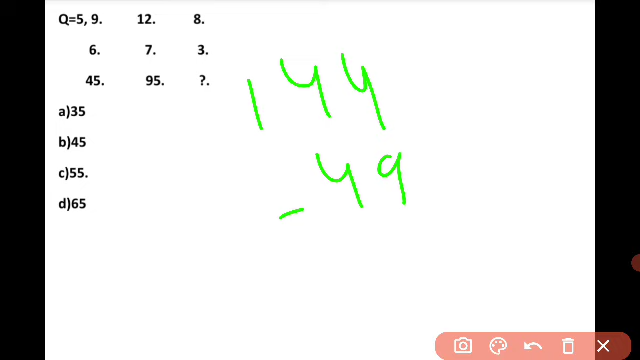 Q=5, 9. 12. 8.
6. 7. 3.
45. 95. ?.
a)35
b)45
c)55.
d)65
144
- 49